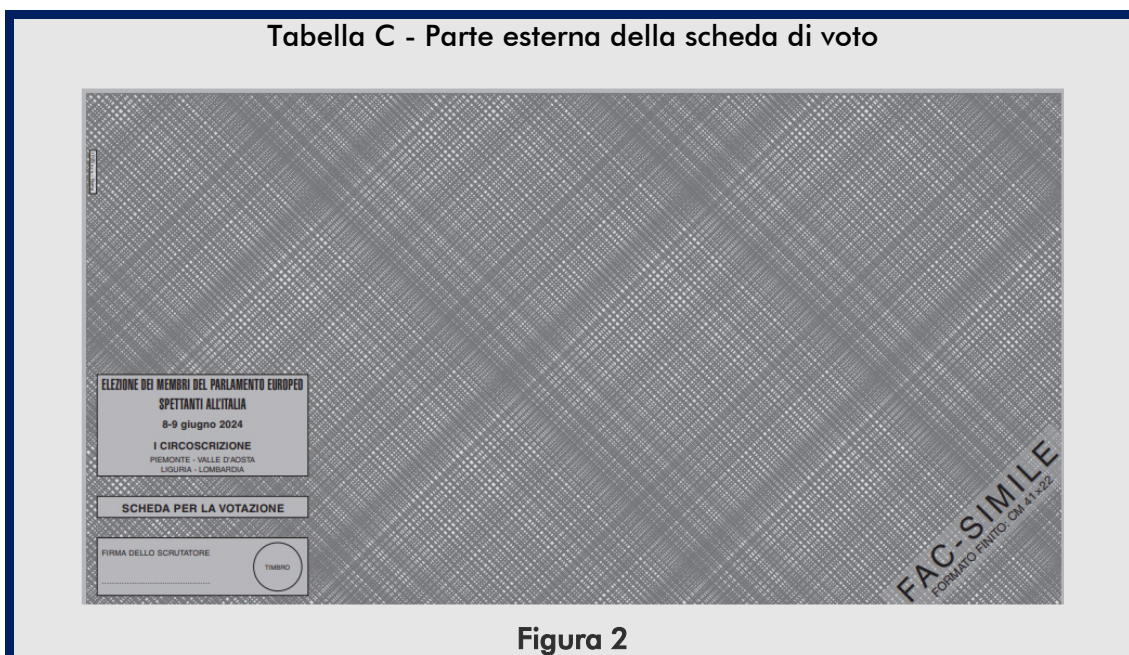 Tabella C - Parte esterna della scheda di voto
ELEZIONE DEI MEMBRI DEL PARLAMENTO EUROPEO
SPETTANTI ALL'ITALIA
8-9 giugno 2024
I CIRCOSCRIZIONE
PIEMONTE - VALLE D'AOSTA
LIGURIA - LOMBARDIA
SCHEDA PER LA VOTAZIONE
FIRMA DELLO SCRUTATORE
TIMBRO
FAC-SIMILE
FORMATO FINITO: CM 41×22
Figura 2